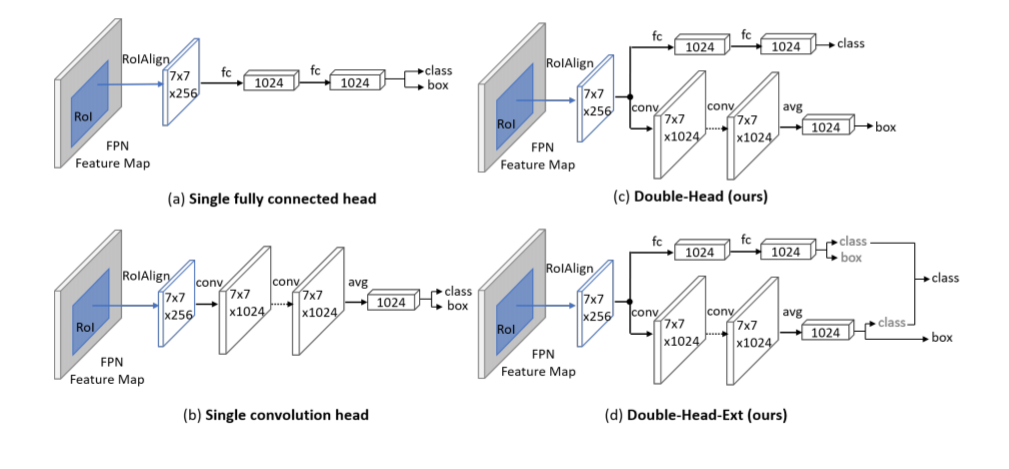 RoIAlign
7x7
x256
fc
1024
fc
1024
class
box
RoI
FPN
Feature Map
(a) Single fully connected head
RoIAlign
7x7
x256
fc
1024
fc
1024
class
conv
7x7
x1024
conv
7x7
x1024
avg
1024
box
RoI
FPN
Feature Map
(c) Double-Head (ours)
RoIAlign
7x7
x256
conv
7x7
x1024
conv
7x7
x1024
avg
1024
class
box
RoI
FPN
Feature Map
(b) Single convolution head
RoIAlign
7x7
x256
fc
1024
fc
1024
class
box
class
conv
7x7
x1024
conv
7x7
x1024
avg
1024
class
box
RoI
FPN
Feature Map
(d) Double-Head-Ext (ours)